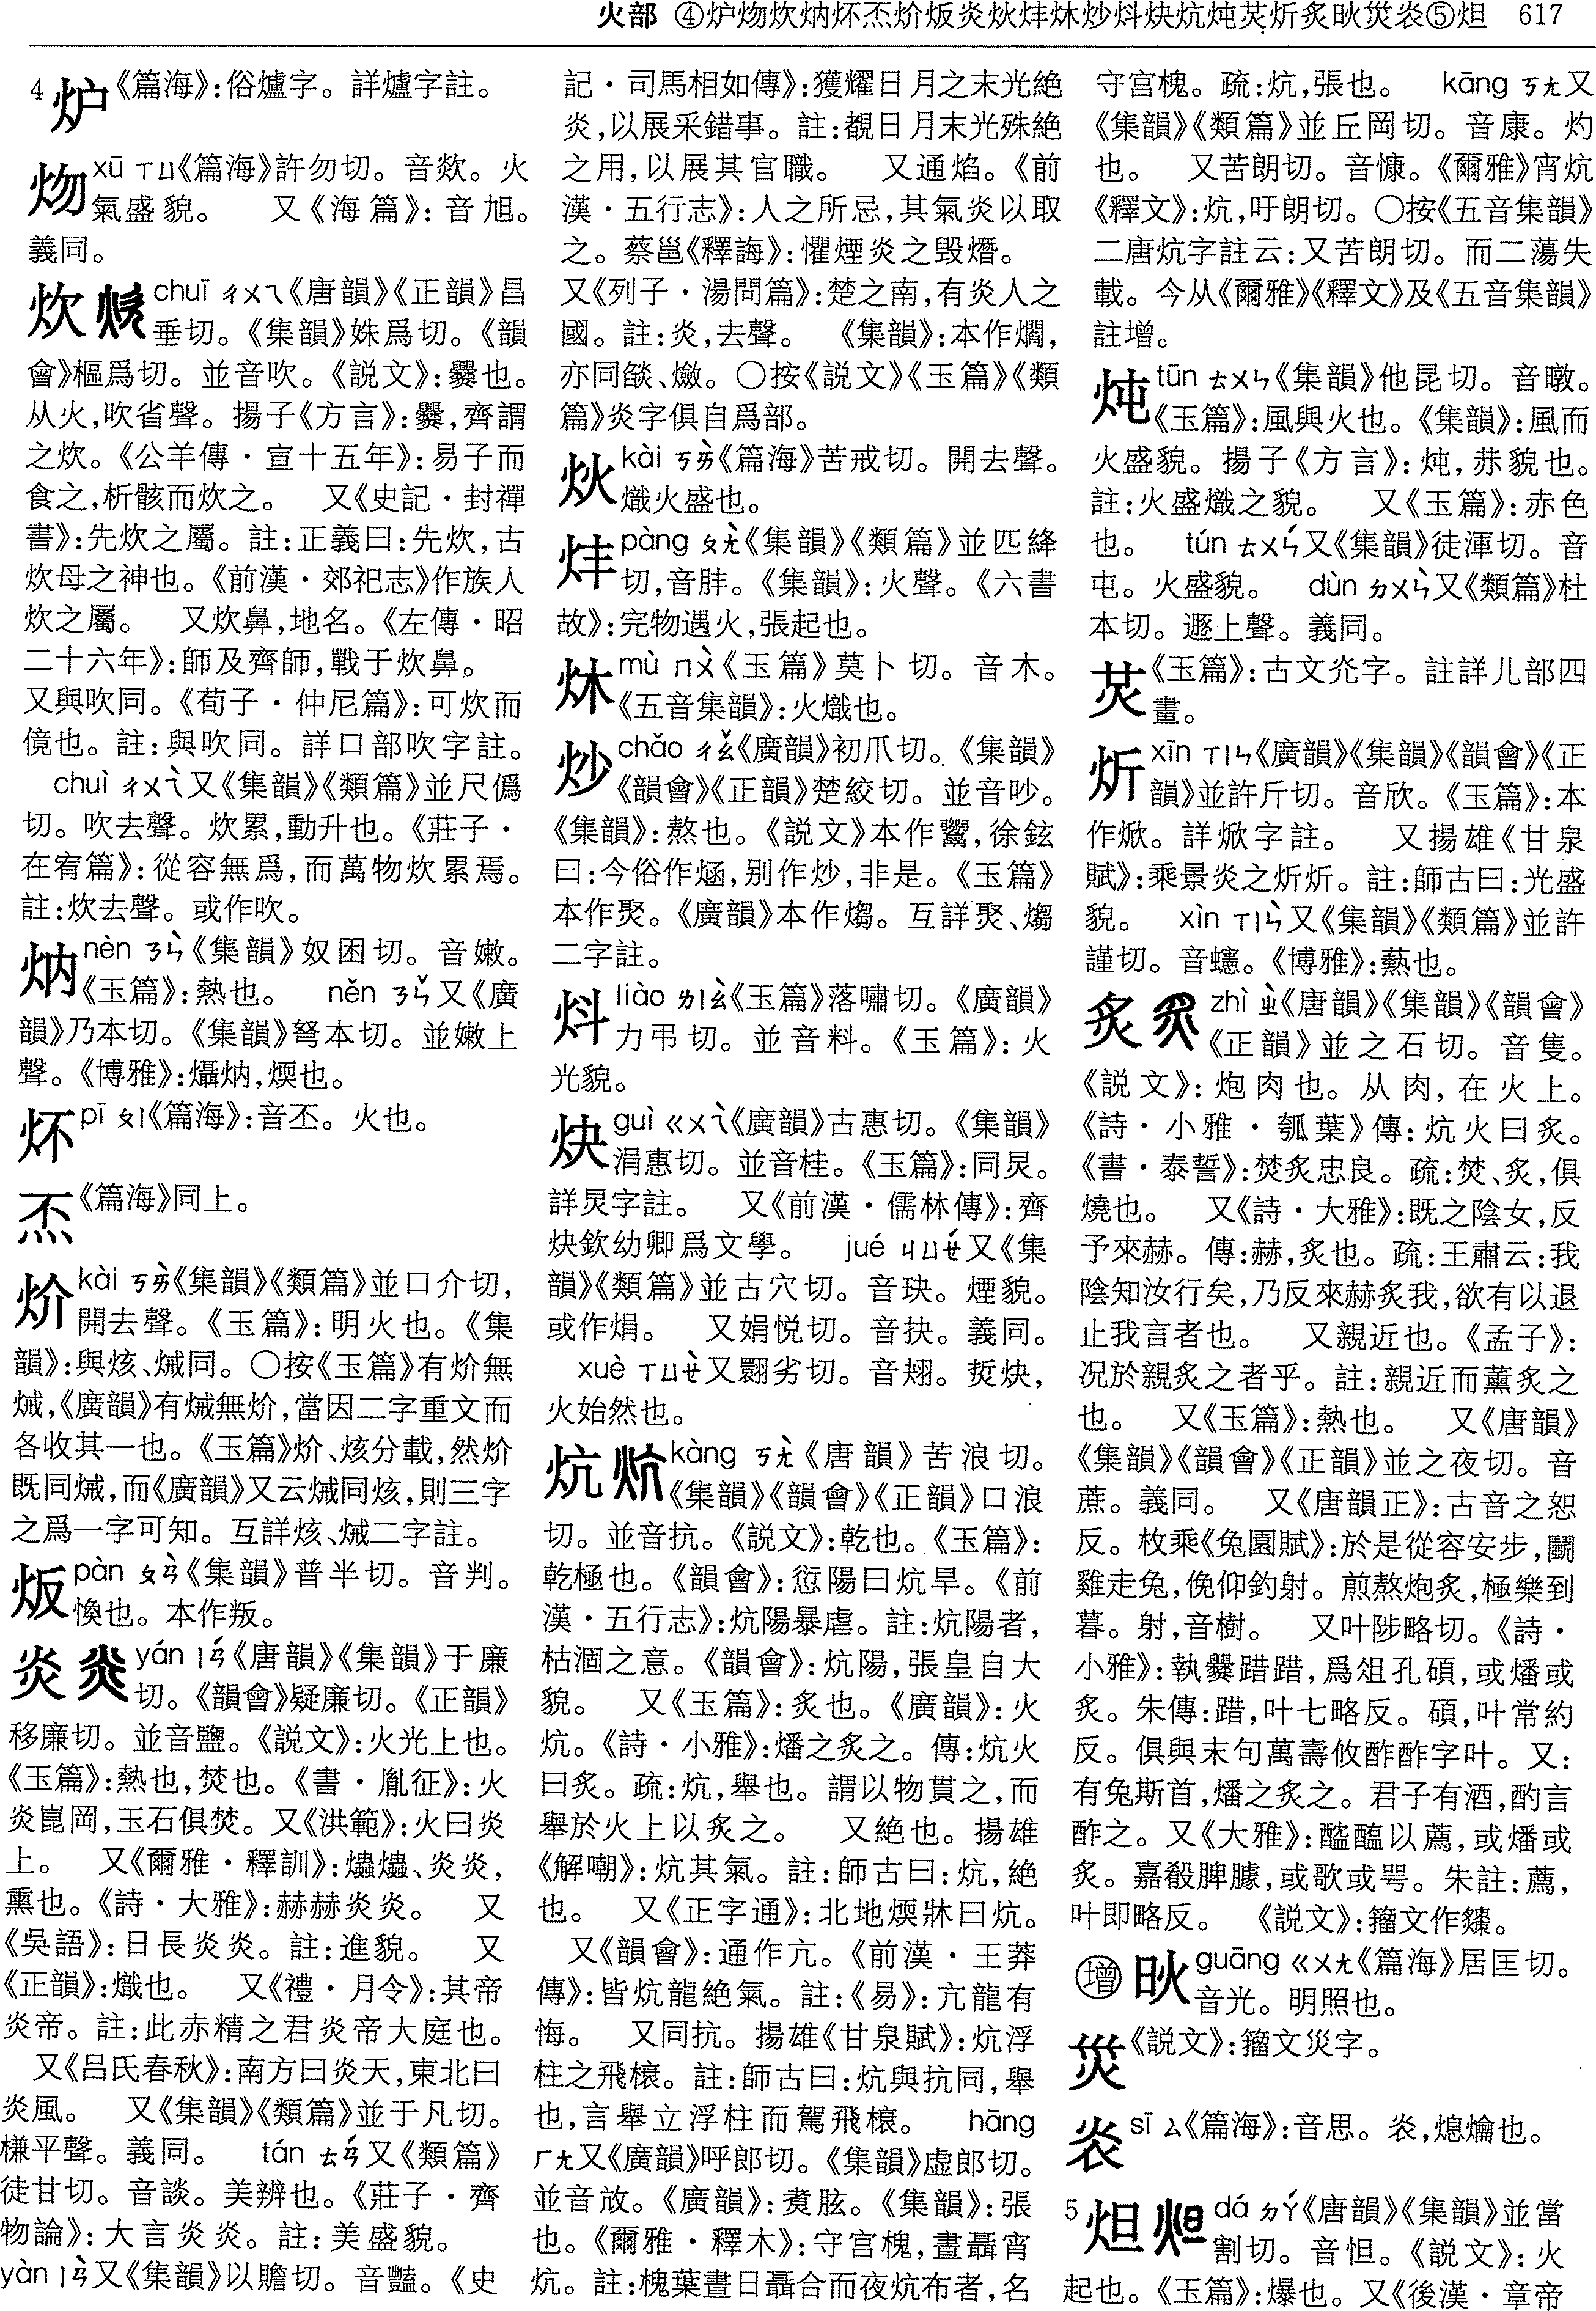 火部 ④炉炀炊炳炋炁炌炍炎炏炐炑炒炓炔炕炖炗炘炙炚烖炛⑤炟 617
4炉《篇海》:俗爐字。詳爐字註。
xū ㄒㄩ《篇海》許勿切。音欻。火
氣盛貌。 又《海篇》:音旭。
義同。
炊 chuī ㄔㄨㄟ《唐韻》《正韻》昌
垂切。《集韻》姝爲切。《韻
會》樞爲切。並音吹。《説文》:爨也。
从火,吹省聲。揚子《方言》:爨,齊謂
之炊。《公羊傳·宣十五年》:易子而
食之,析骸而炊之。 又《史記·封禪
書》:先炊之屬。註:正義曰:先炊,古
炊母之神也。《前漢·郊祀志》作族人
炊之屬。 又炊鼻,地名。《左傳·昭
二十六年》:師及齊師,戰于炊鼻。
又與吹同。《荀子·仲尼篇》:可炊而
傹也。註:與吹同。詳口部吹字註。
chuì ㄔㄨㄟˋ又《集韻》《類篇》並尺僞
切。吹去聲。炊累,動升也。《莊子·
在宥篇》:從容無爲,而萬物炊累焉。
註:炊去聲。或作吹。
炳 nèn ㄋㄣˋ《集韻》奴困切。音嫩。
《玉篇》:熱也。 něn ㄋㄣˇ又《廣
韻》乃本切。《集韻》弩本切。並嫩上
聲。《博雅》:㸎炳,煗也。
炋 pī ㄆㄧ《篇海》:音丕。火也。
《篇海》同上。
炌 kài ㄎㄞˋ《集韻》《類篇》並口介切,
開去聲。《玉篇》:明火也。《集
韻》:與烗、烕同。〇按《玉篇》有炌無
烕,《廣韻》有烕無炌,當因二字重文而
各收其一也。《玉篇》炌、烗分載,然炌
既同烕,而《廣韻》又云烕同烗,則三字
之爲一字可知。互詳烗、烕二字註。
炍 pàn ㄆㄢˋ《集韻》普半切。音判。
煥也。本作叛。
炎 yán ㄧㄢˊ《唐韻》《集韻》于廉
切。《韻會》疑廉切。《正韻》
移廉切。並音鹽。《説文》:火光上也。
《玉篇》:熱也,焚也。《書·胤征》:火
炎崑岡,玉石俱焚。又《洪範》:火曰炎
上。 又《爾雅·釋訓》:爞爞、炎炎,
熏也。《詩·大雅》:赫赫炎炎。 又
《吳語》:日長炎炎。註:進貌。 又
《正韻》:熾也。 又《禮·月令》:其帝
炎帝。註:此赤精之君炎帝大庭也。
又《吕氏春秋》:南方曰炎天,東北曰
炎風。 又《集韻》《類篇》並于凡切。
㯠平聲。義同。 tán ㄊㄢˊ又《類篇》
徒甘切。音談。美辨也。《莊子·齊
物論》:大言炎炎。註:美盛貌。
yàn ㄧㄢˋ又《集韻》以贍切。音豔。《史
記·司馬相如傳》:獲耀日月之末光絶
炎,以展采錯事。註:覩日月末光殊絶
之用,以展其官職。 又通焰。《前
漢·五行志》:人之所忌,其氣炎以取
之。蔡邕《釋誨》:懼煙炎之毁熸。
又《列子·湯問篇》:楚之南,有炎人之
國。註:炎,去聲。 《集韻》:本作爓,
亦同燄、爋。〇按《説文》《玉篇》《類
篇》炎字俱自爲部。
炏 kài ㄎㄞˋ《篇海》苦戒切。開去聲。
熾火盛也。
炐 pàng ㄆㄤˋ《集韻》《類篇》並匹絳
切,音胖。《集韻》:火聲。《六書
故》:完物遇火,張起也。
炑 mù ㄇㄨˋ《玉篇》莫卜切。音木。
《五音集韻》:火熾也。
炒 chǎo ㄔㄠˇ《廣韻》初爪切。《集韻》
《韻會》《正韻》楚絞切。並音吵。
《集韻》:熬也。《説文》本作䰞,徐鉉
曰:今俗作㷅,别作炒,非是。《玉篇》
本作㷅。《廣韻》本作煼。互詳㷅、煼
二字註。
炓 liào ㄌㄧㄠˋ《玉篇》落嘯切。《廣韻》
力弔切。並音料。《玉篇》:火
光貌。
炔 guì ㄍㄨㄟˋ《廣韻》古惠切。《集韻》
涓惠切。並音桂。《玉篇》:同炅。
詳炅字註。 又《前漢·儒林傳》:齊
炔欽幼卿爲文學。 jué ㄐㄩㄝˊ又《集
韻》《類篇》並古穴切。音玦。煙貌。
或作焆。 又娟悦切。音抉。義同。
xuè ㄒㄩㄝˋ又翾劣切。音𦐍。烲炔,
火始然也。
炕 kàng ㄎㄤˋ《唐韻》苦浪切。
《集韻》《韻會》《正韻》口浪
切。並音抗。《説文》:乾也。《玉篇》:
乾極也。《韻會》:愆陽曰炕旱。《前
漢·五行志》:炕陽暴虐。註:炕陽者,
枯涸之意。《韻會》:炕陽,張皇自大
貌。 又《玉篇》:炙也。《廣韻》:火
炕。《詩·小雅》:燔之炙之。傳:炕火
曰炙。疏:炕,舉也。謂以物貫之,而
舉於火上以炙之。 又絶也。揚雄
《解嘲》:炕其氣。註:師古曰:炕,絶
也。 又《正字通》:北地煗牀曰炕。
又《韻會》:通作亢。《前漢·王莽
傳》:皆炕龍絶氣。註:《易》:亢龍有
悔。 又同抗。揚雄《甘泉賦》:炕浮
柱之飛榱。註:師古曰:炕與抗同,舉
也,言舉立浮柱而駕飛榱。 hāng
ㄏㄤ又《廣韻》呼郎切。《集韻》虚郎切。
並音放。《廣韻》:煑胘。《集韻》:張
也。《爾雅·釋木》:守宫槐,晝聶宵
炕。註:槐葉晝日聶合而夜炕布者,名
守宫槐。疏:炕,張也。 kāng ㄎㄤ又
《集韻》《類篇》並丘岡切。音康。灼
也。 又苦朗切。音慷。《爾雅》宵炕
《釋文》:炕,吁朗切。〇按《五音集韻》
二唐炕字註云:又苦朗切。而二蕩失
載。今从《爾雅》《釋文》及《五音集韻》
註增。
炖 tūn ㄊㄨㄣ《集韻》他昆切。音暾。
《玉篇》:風與火也。《集韻》:風而
火盛貌。揚子《方言》:炖,恭貌也。
註:火盛熾之貌。 又《玉篇》:赤色
也。 tún ㄊㄨㄣˊ又《集韻》徒渾切。音
屯。火盛貌。 dùn ㄉㄨㄣˋ又《類篇》杜
本切。遯上聲。義同。
炗《玉篇》:古文灮字。註詳儿部四
畫。
炘 xīn ㄒㄧㄣ《廣韻》《集韻》《韻會》《正
韻》並許斤切。音欣。《玉篇》:本
作焮。詳焮字註。 又揚雄《甘泉
賦》:乘景炎之炘炘。註:師古曰:光盛
貌。 xìn ㄒㄧㄣˋ又《集韻》《類篇》並許
謹切。音蟪。《博雅》:爇也。
炙 zhì ㄓˋ《唐韻》《集韻》《韻會》
《正韻》並之石切。音隻。
《説文》:炮肉也。从肉,在火上。
《詩·小雅·瓠葉》傳:炕火曰炙。
《書·泰誓》:焚炙忠良。疏:焚、炙,俱
燒也。 又《詩·大雅》:既之陰女,反
予來赫。傳:赫,炙也。疏:王肅云:我
陰知汝行矣,乃反來赫炙我,欲有以退
止我言者也。 又親近也。《孟子》:
况於親炙之者乎。註:親近而薰炙之
也。 又《玉篇》:熱也。 又《唐韻》
《集韻》《韻會》《正韻》並之夜切。音
蔗。義同。 又《唐韻正》:古音之恕
反。枚乘《兔園賦》:於是從容安步,鬭
雞走兔,俛仰釣射。煎熬炮炙,極樂到
暮。射,音樹。 又叶陟略切。《詩·
小雅》:執爨踖踖,爲俎孔碩,或燔或
炙。朱傳:踖,叶七略反。碩,叶常約
反。俱與末句萬壽攸酢酢字叶。又:
有兔斯首,燔之炙之。君子有酒,酌言
酢之。又《大雅》:醓醢以薦,或燔或
炙。嘉殽脾臄,或歌或咢。朱註:薦,
叶即略反。 《説文》:籀文作𤐫。
增 炚 guāng ㄍㄨㄤ《篇海》居匡切。
音光。明照也。
《説文》:籀文災字。
sī ㄙ《篇海》:音思。炛,熄爚也。
5炟 dá ㄉㄚˊ《唐韻》《集韻》並當
割切。音怛。《説文》:火
起也。《玉篇》:爆也。又《後漢·章帝